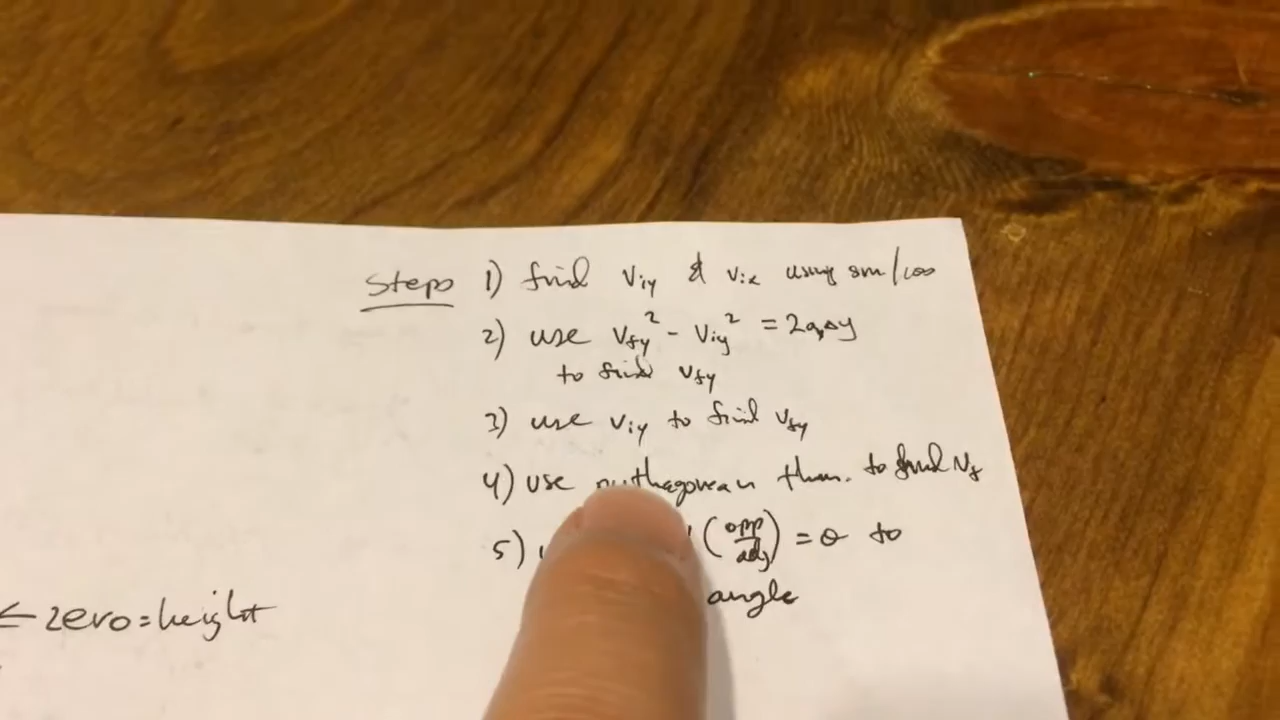 Steps 1) find Viy & Vix using sin/cos
2) use Vfy² - Viy² = 2aΔy
to find Vfy
3) use Viy to find Vfy
4) use pythagorean thm. to find Vf
5) (opp/adj) = θ to
angle
← zero = height